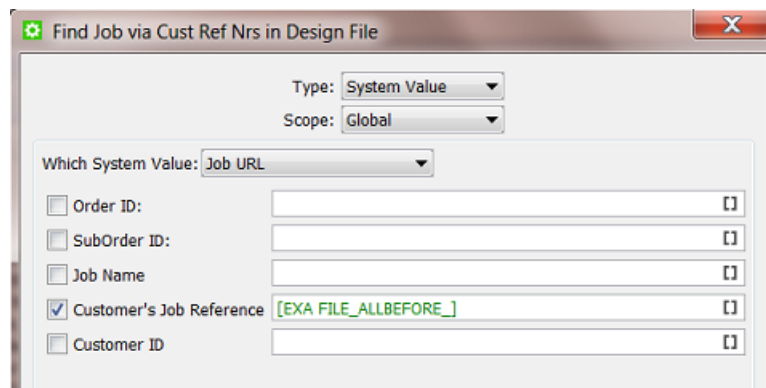 Find Job via Cust Ref Nrs in Design File
Type: System Value
Scope: Global
Which System Value: Job URL
Order ID: []
SubOrder ID: []
Job Name []
Customer's Job Reference [EXA FILE_ALLBEFORE_] []
Customer ID []